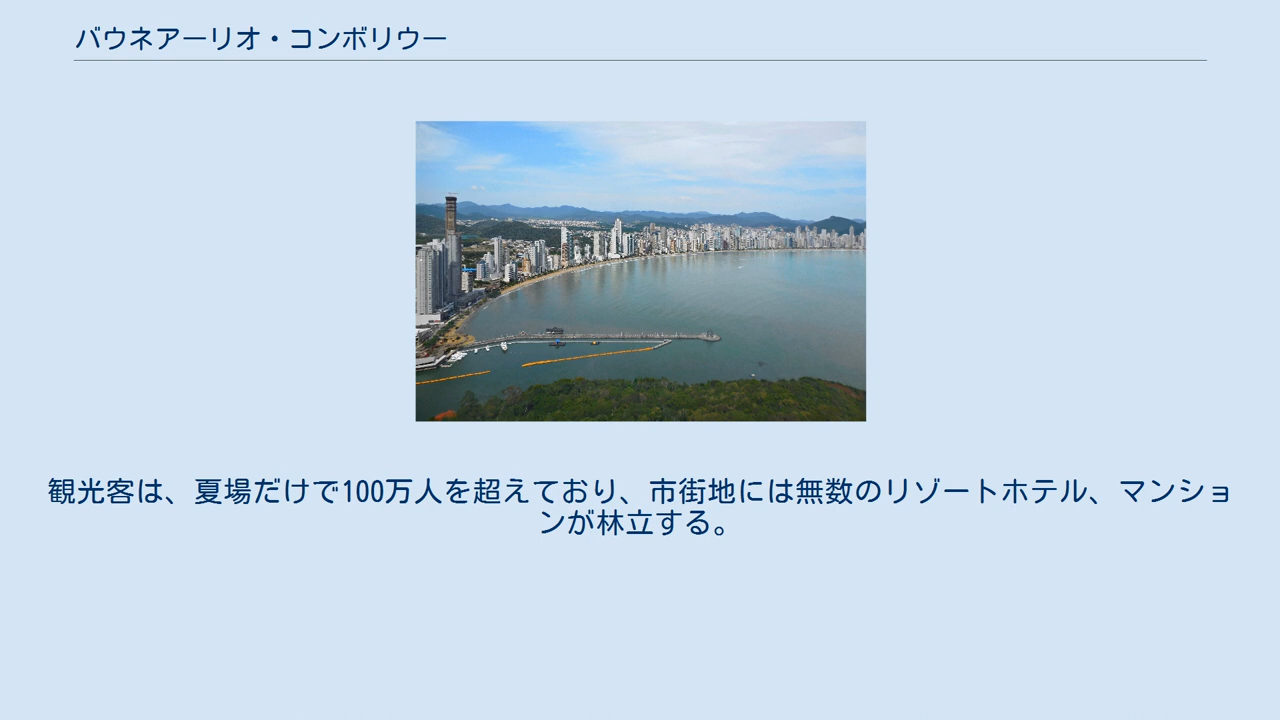 バウネアーリオ・コンボリウー
観光客は、夏場だけで100万人を超えており、市街地には無数のリゾートホテル、マンショ
ンが林立する。